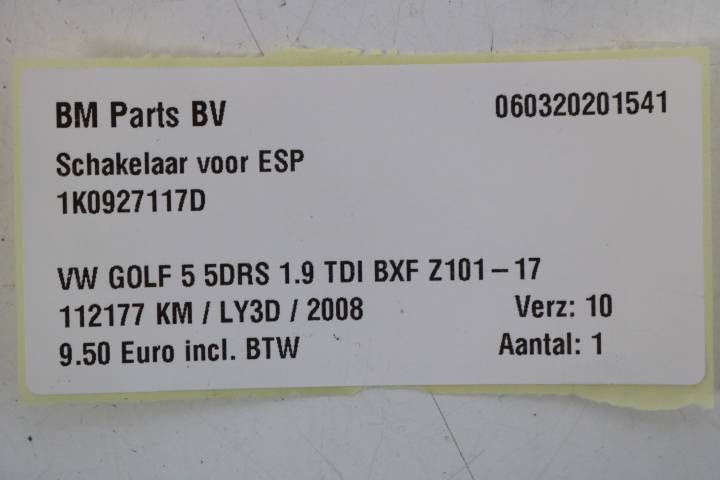 BM Parts BV 060320201541
Schakelaar voor ESP
1K0927117D
VW GOLF 5 5DRS 1.9 TDI BXF Z101-17
112177 KM / LY3D / 2008 Verz: 10
9.50 Euro incl. BTW Aantal: 1